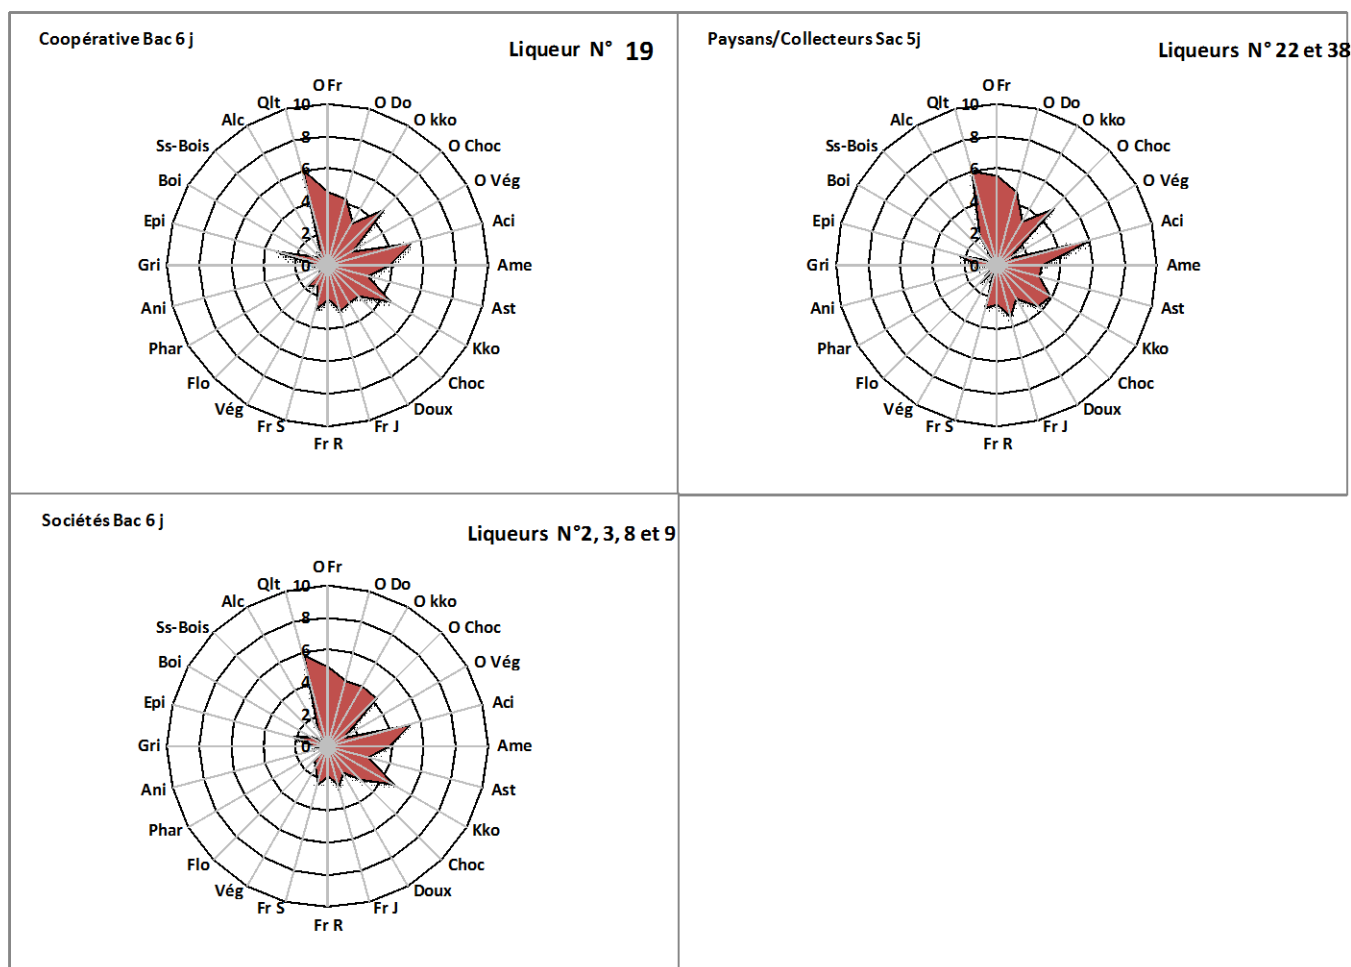 Coopérative Bac 6 j
Liqueur N° 19
O Fr
O Do
O kko
O Choc
O Vég
Aci
Ame
Ast
Kko
Choc
Doux
Fr J
Fr R
Fr S
Vég
Flo
Phar
Ani
Gri
Epi
Boi
Ss-Bois
Alc
Qlt
10
8
6
4
2
0
Paysans/Collecteurs Sac 5j
Liqueurs N° 22 et 38
O Fr
O Do
O kko
O Choc
O Vég
Aci
Ame
Ast
Kko
Choc
Doux
Fr J
Fr R
Fr S
Vég
Flo
Phar
Ani
Gri
Epi
Boi
Ss-Bois
Alc
Qlt
10
8
6
4
2
0
Sociétés Bac 6 j
Liqueurs N°2, 3, 8 et 9
O Fr
O Do
O kko
O Choc
O Vég
Aci
Ame
Ast
Kko
Choc
Doux
Fr J
Fr R
Fr S
Vég
Flo
Phar
Ani
Gri
Epi
Boi
Ss-Bois
Alc
Qlt
10
8
6
4
2
0